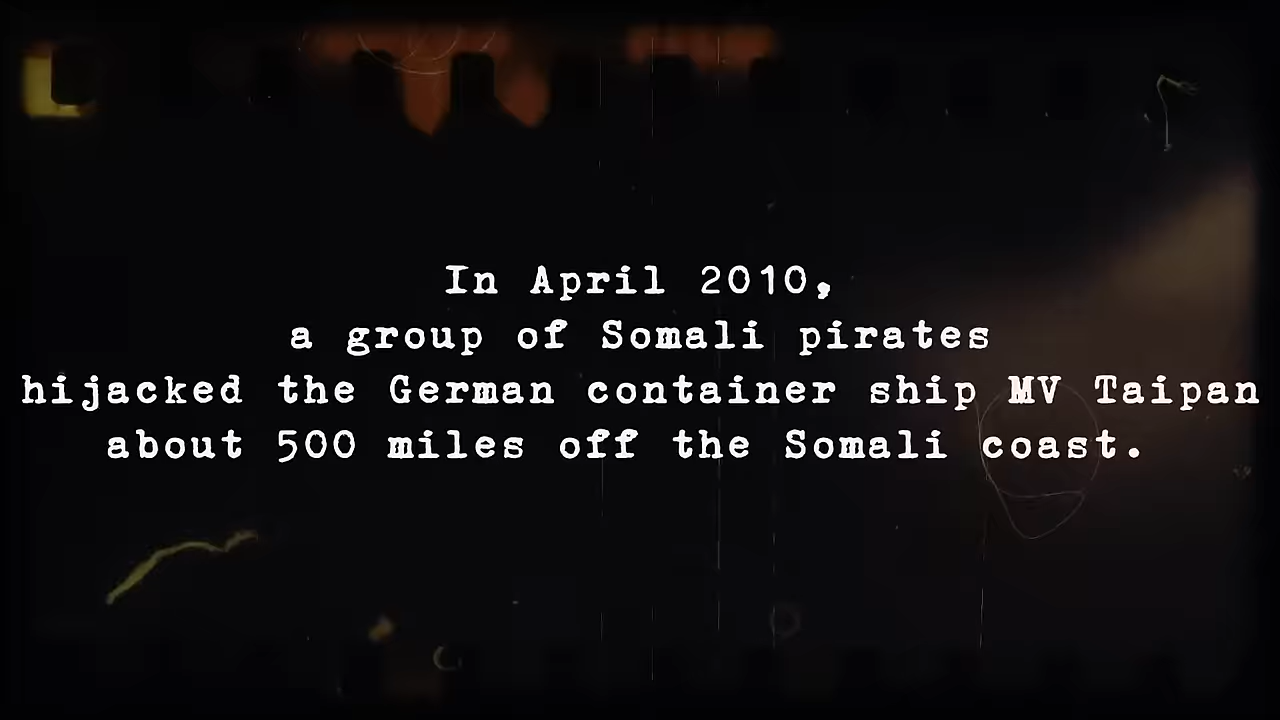 In April 2010,
a group of Somali pirates
hijacked the German container ship MV Taipan
about 500 miles off the Somali coast.